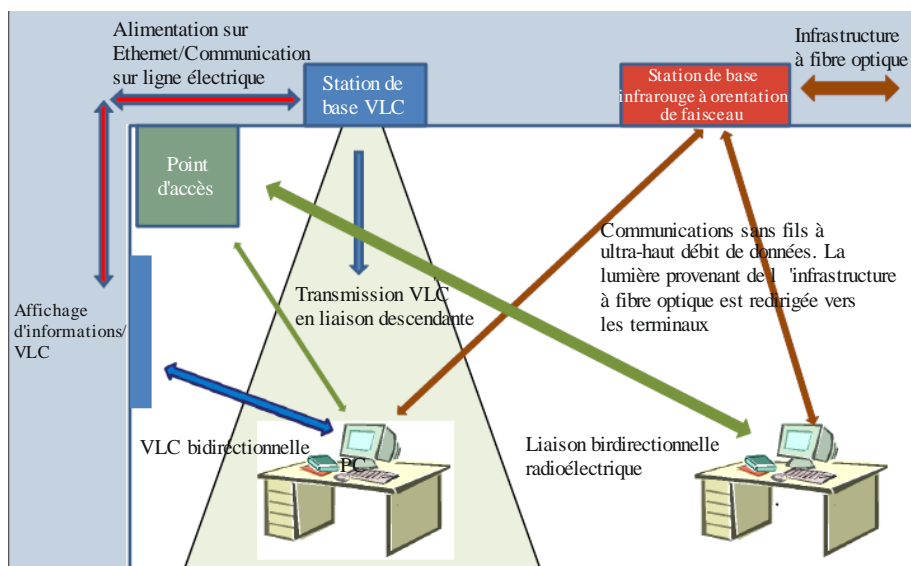 Alimentation sur
Ethernet/Communication
sur ligne électrique
Station de
base VLC
Station de base
infrarouge à orentation
de faisceau
Infrastructure
à fibre optique
Point
d'accès
Communications sans fils à
ultra-haut débit de données. La
lumière provenant de l 'infrastructure
à fibre optique est redirigée vers
les terminaux
Transmission VLC
en liaison descendante
Affichage
d'informations/
VLC
VLC bidiréctionnelle
PC
Liaison birdirectionnelle
radioélectrique